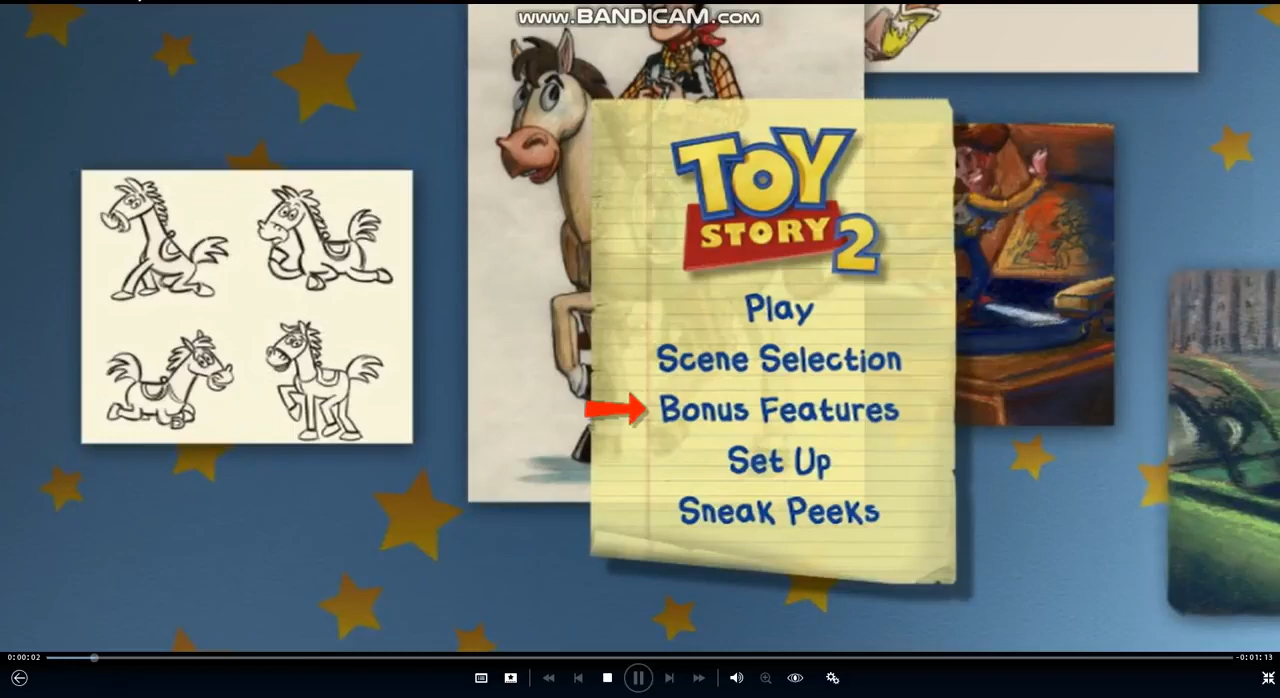 www.BANDICAM.com
TOY
STORY 2
Play
Scene Selection
Bonus Features
Set Up
Sneak Peeks
0:00:02
-0:01:13